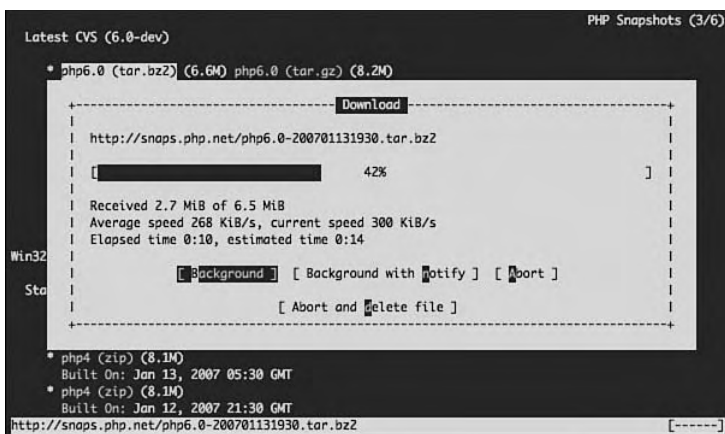 PHP Snapshots (3/6)
Latest CVS (6.0-dev)
* php6.0 (tar.bz2) (6.6M) php6.0 (tar.gz) (8.2M)
Download
http://snaps.php.net/php6.0-200701131930.tar.bz2
[ 42% ]
Received 2.7 MiB of 6.5 MiB
Average speed 268 KiB/s, current speed 300 KiB/s
Elapsed time 0:10, estimated time 0:14
Win32
[ Background ] [ Background with notify ] [ Abort ]
Sta
[ Abort and delete file ]
* php4 (zip) (8.1M)
Built On: Jan 13, 2007 05:30 GMT
* php4 (zip) (8.1M)
Built On: Jan 12, 2007 21:30 GMT
http://snaps.php.net/php6.0-200701131930.tar.bz2 [------]